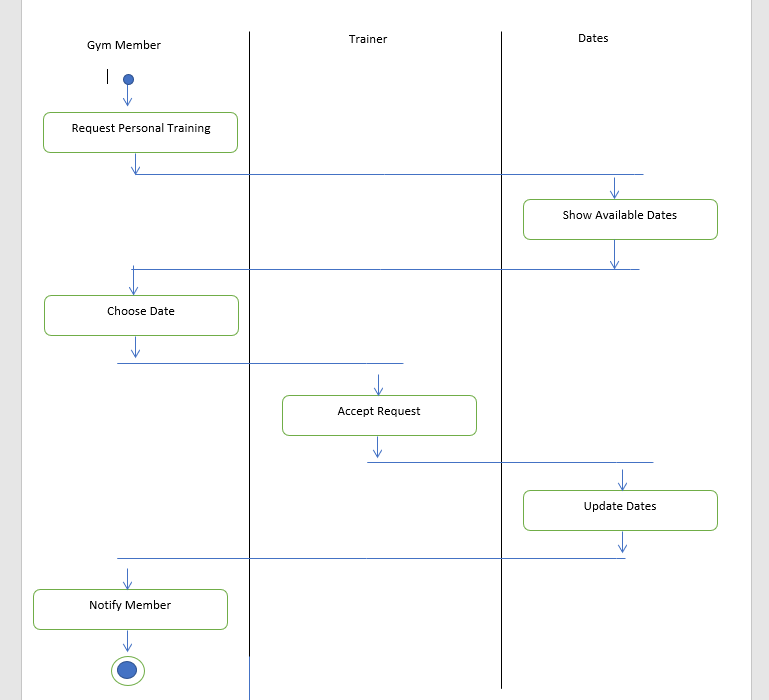 Gym Member
Trainer
Dates
Request Personal Training
Show Available Dates
Choose Date
Accept Request
Update Dates
Notify Member